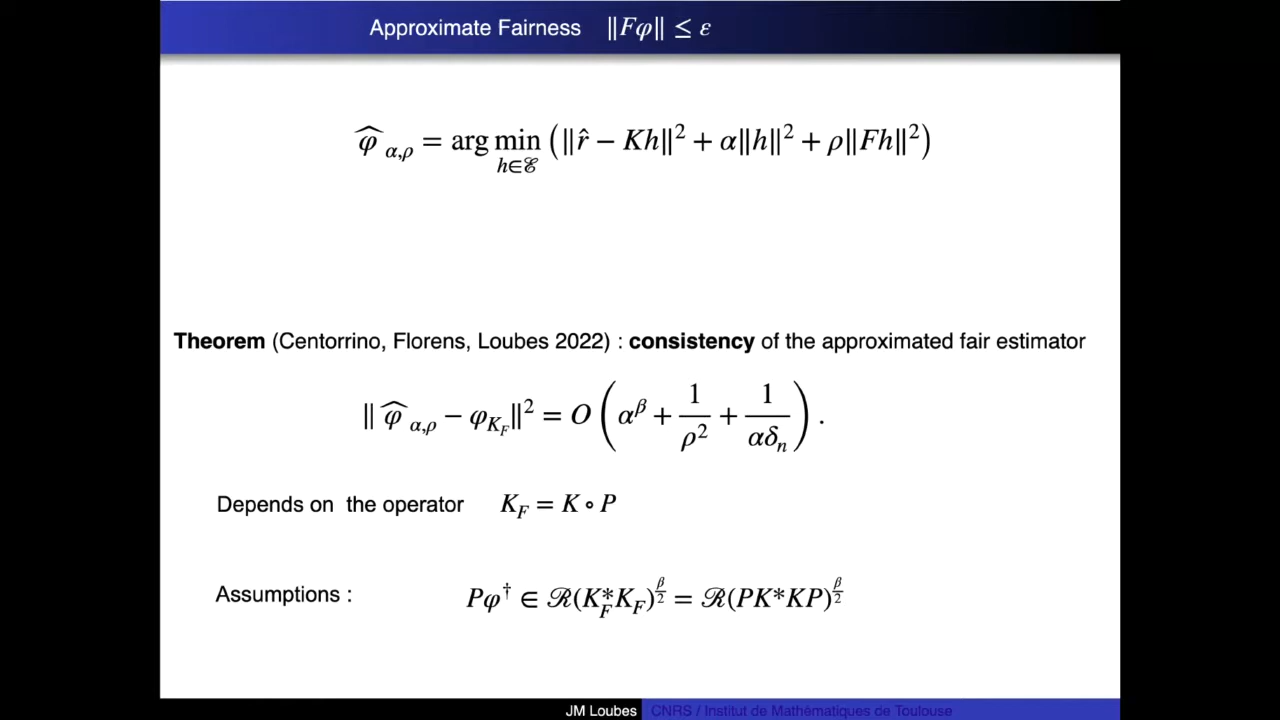 Approximate Fairness ‖Fφ‖ ≤ ε
φ̂_{α,ρ} = arg min_{h∈ℰ} (‖r̂ − Kh‖² + α‖h‖² + ρ‖Fh‖²)
Theorem (Centorrino, Florens, Loubes 2022) : consistency of the approximated fair estimator
‖ φ̂_{α,ρ} − φ_{K_F}‖² = O (α^β + 1/ρ² + 1/(αδ_n)) .
Depends on the operator K_F = K ∘ P
Assumptions : Pφ† ∈ ℛ(K_F^* K_F)^{β/2} = ℛ(PK*KP)^{β/2}
JM Loubes CNRS / Institut de Mathématiques de Toulouse